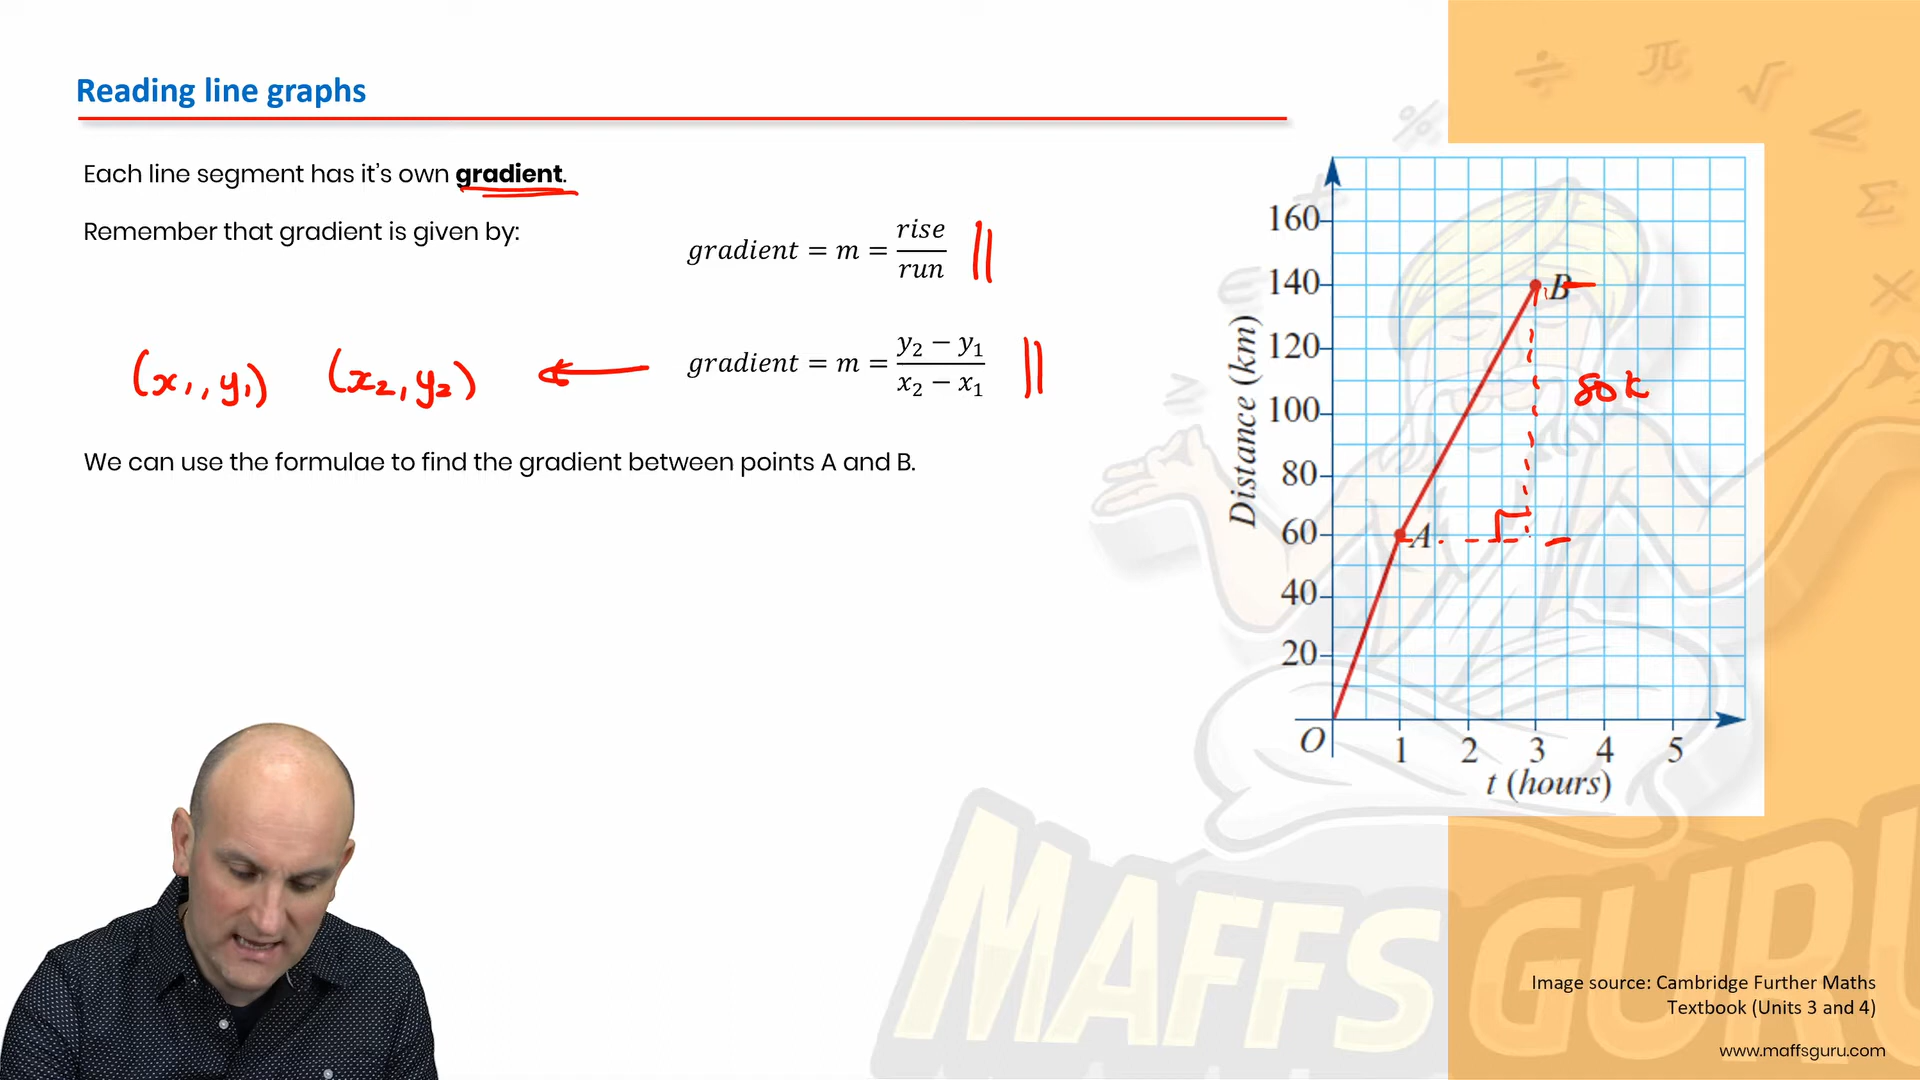 Reading line graphs
Each line segment has it's own gradient.
Remember that gradient is given by:
gradient = m = rise / run
(x₁, y₁) (x₂, y₂)
gradient = m = y₂ − y₁ / x₂ − x₁
We can use the formulae to find the gradient between points A and B.
Distance (km)
160
140
120
100
80
60
40
20
B
A
80k
O
1 2 3 4 5
t (hours)
MAFFS GURU
Image source: Cambridge Further Maths
Textbook (Units 3 and 4)
www.maffsguru.com